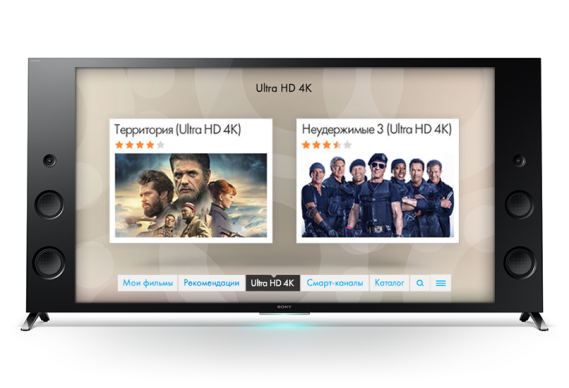 Ultra HD 4K
Территория (Ultra HD 4K)
Неудержимые 3 (Ultra HD 4K)
Мои фильмы
Рекомендации
Ultra HD 4K
Смарт-каналы
Каталог
SONY